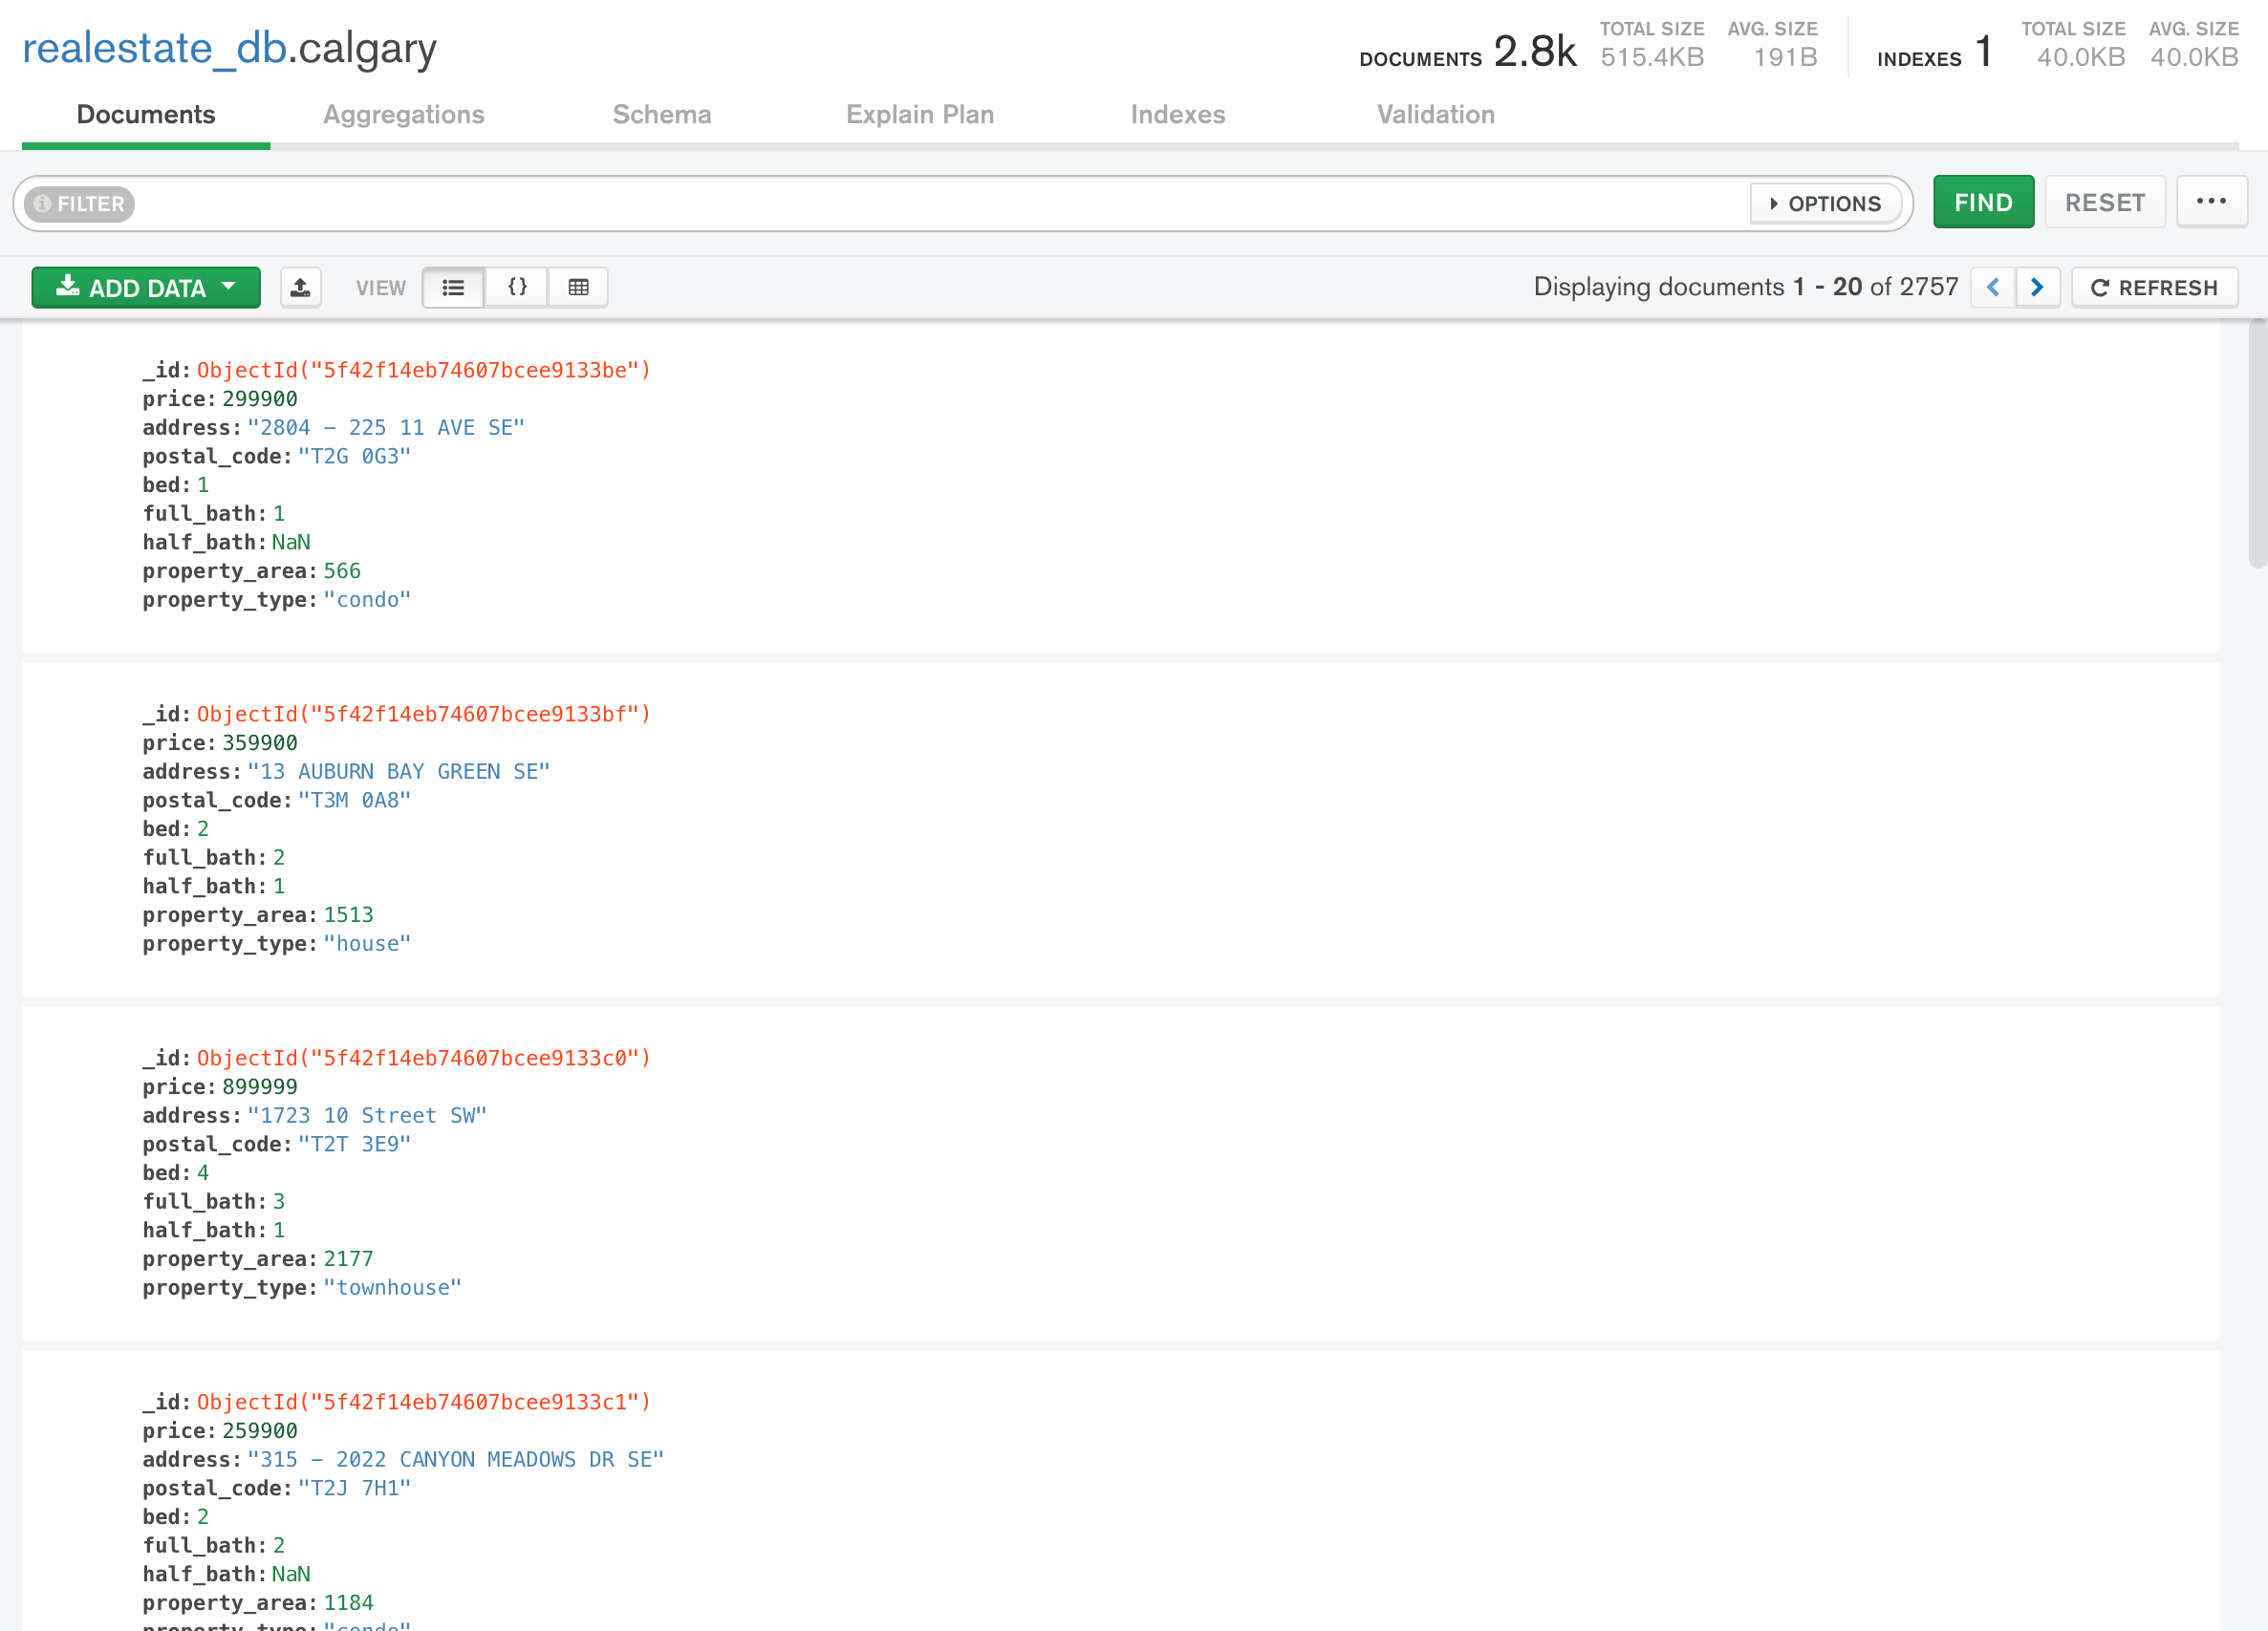 realestate_db.calgary
DOCUMENTS 2.8k TOTAL SIZE 515.4KB AVG. SIZE 191B INDEXES 1 TOTAL SIZE 40.0KB AVG. SIZE 40.0KB
Documents Aggregations Schema Explain Plan Indexes Validation
FILTER OPTIONS FIND RESET ...
ADD DATA VIEW {} Displaying documents 1 - 20 of 2757 REFRESH
_id: ObjectId("5f42f14eb74607bcee9133be")
price: 299900
address: "2804 – 225 11 AVE SE"
postal_code: "T2G 0G3"
bed: 1
full_bath: 1
half_bath: NaN
property_area: 566
property_type: "condo"
_id: ObjectId("5f42f14eb74607bcee9133bf")
price: 359900
address: "13 AUBURN BAY GREEN SE"
postal_code: "T3M 0A8"
bed: 2
full_bath: 2
half_bath: 1
property_area: 1513
property_type: "house"
_id: ObjectId("5f42f14eb74607bcee9133c0")
price: 899999
address: "1723 10 Street SW"
postal_code: "T2T 3E9"
bed: 4
full_bath: 3
half_bath: 1
property_area: 2177
property_type: "townhouse"
_id: ObjectId("5f42f14eb74607bcee9133c1")
price: 259900
address: "315 – 2022 CANYON MEADOWS DR SE"
postal_code: "T2J 7H1"
bed: 2
full_bath: 2
half_bath: NaN
property_area: 1184
property_type: "condo"